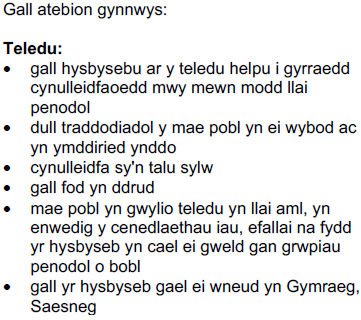 Gall atebion gynnwys:
Teledu:
• gall hysbysebu ar y teledu helpu i gyrraedd
cynulleidfaoedd mwy mewn modd llai
penodol
• dull traddodiadol y mae pobl yn ei wybod ac
yn ymddiried ynddo
• cynulleidfa sy'n talu sylw
• gall fod yn ddrud
• mae pobl yn gwylio teledu yn llai aml, yn
enwedig y cenedlaethau iau, efallai na fydd
yr hysbyseb yn cael ei gweld gan grwpiau
penodol o bobl
• gall yr hysbyseb gael ei wneud yn Gymraeg,
Saesneg